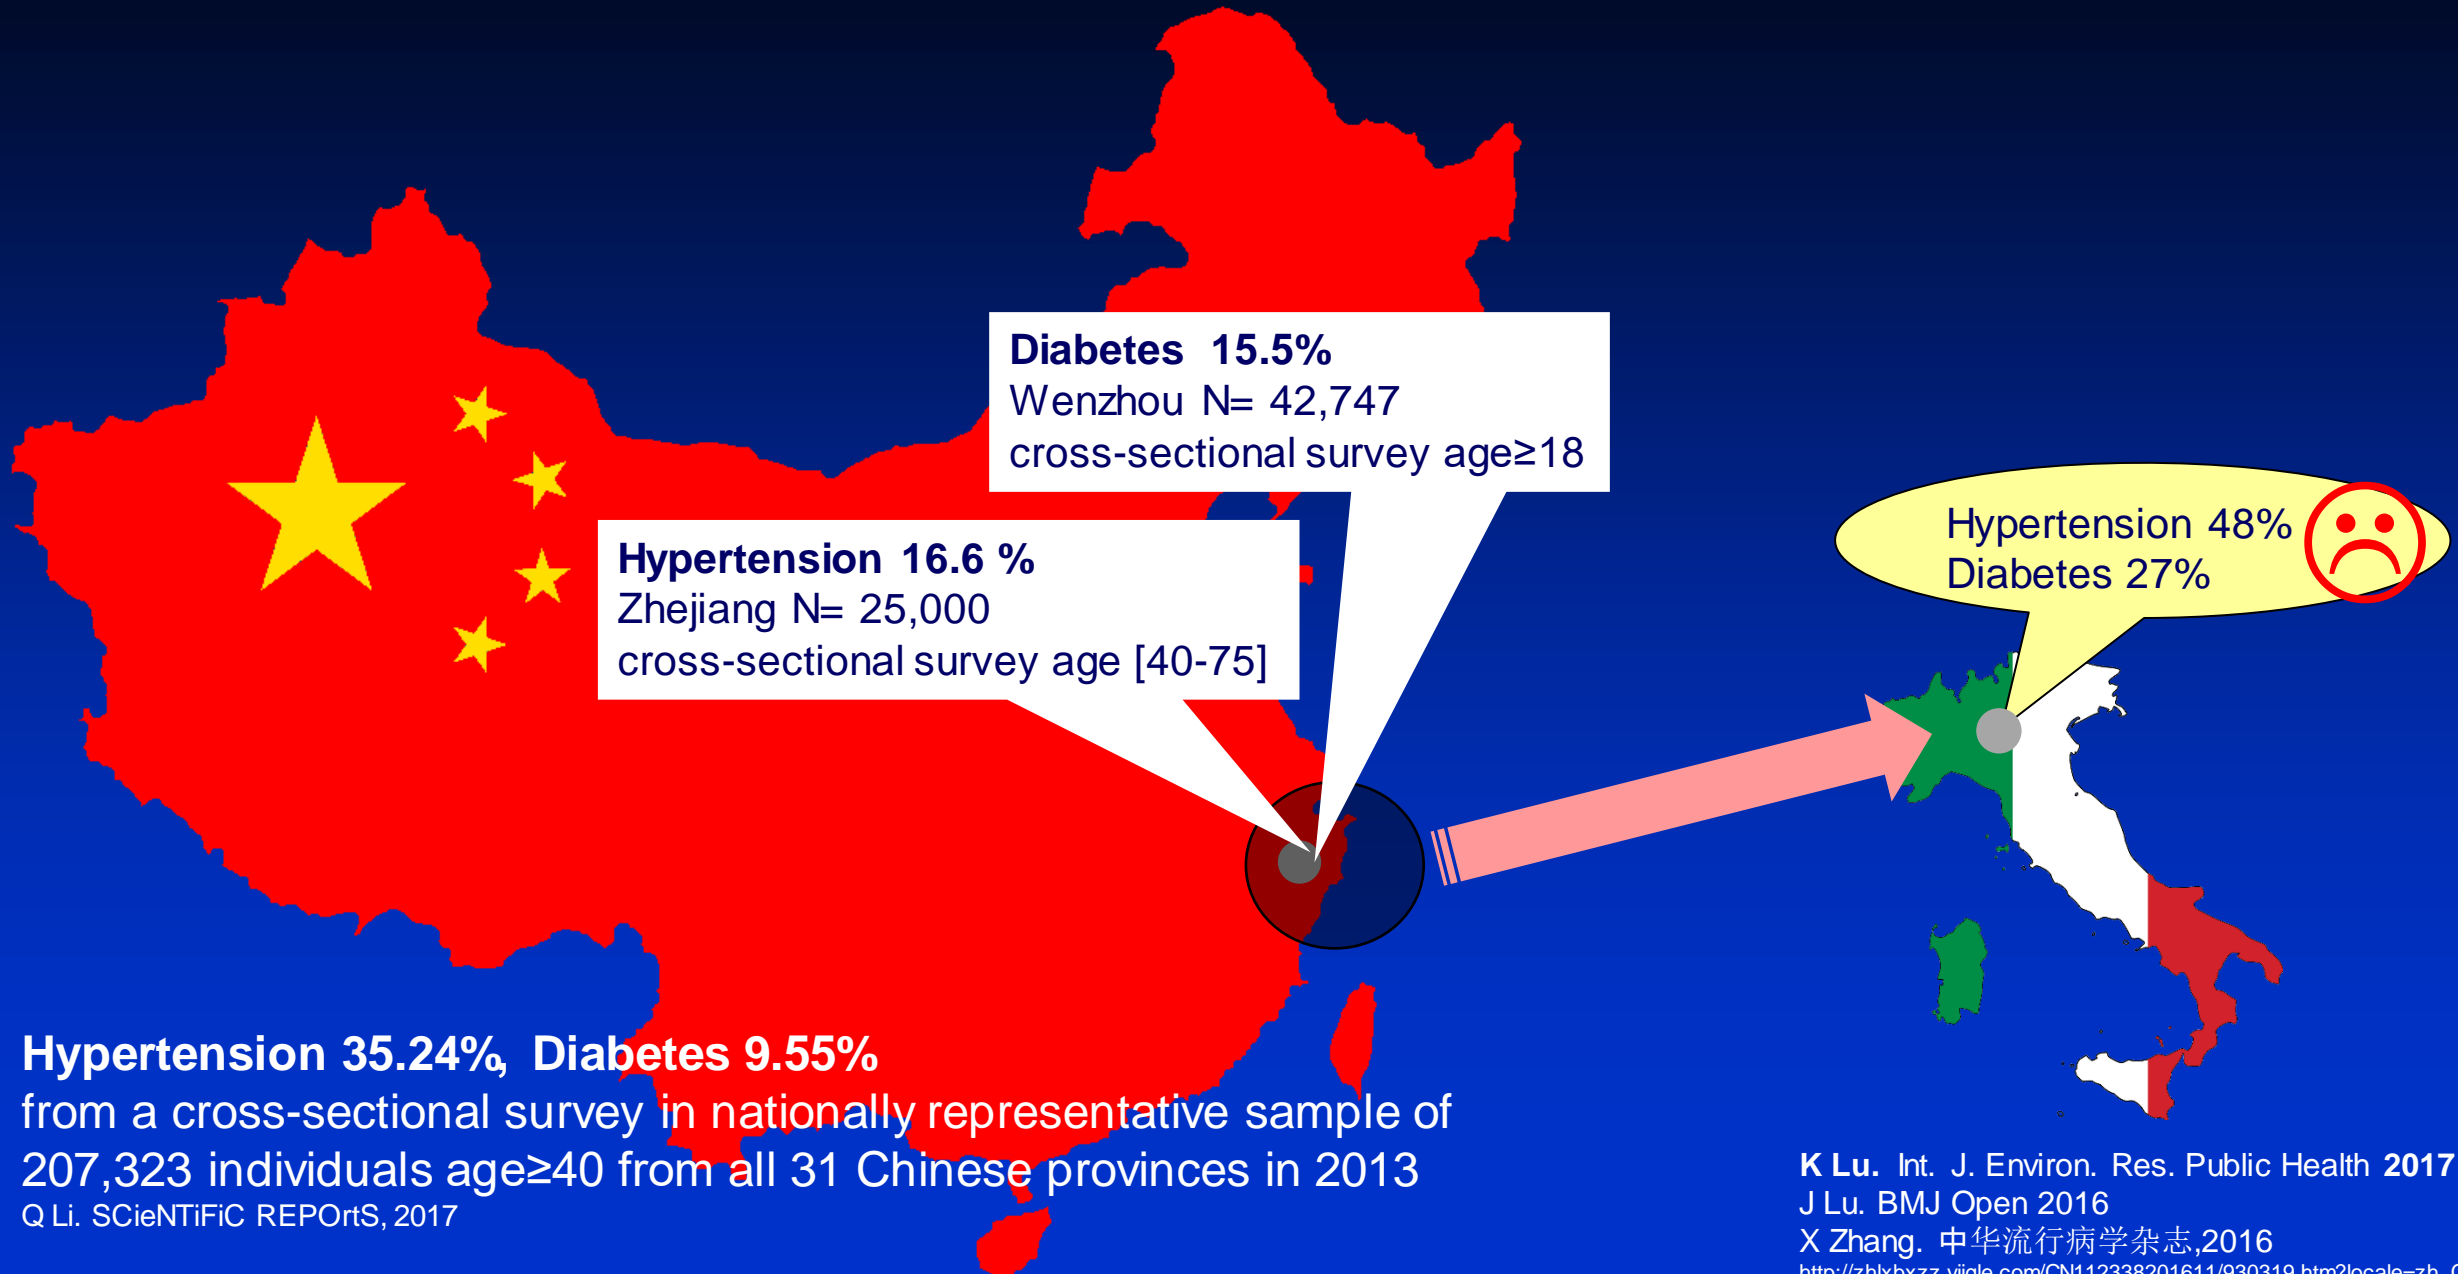 Diabetes 15.5%
Wenzhou N= 42,747
cross-sectional survey age≥18
Hypertension 16.6 %
Zhejiang N= 25,000
cross-sectional survey age [40-75]
Hypertension 48%
Diabetes 27%
Hypertension 35.24%, Diabetes 9.55%
from a cross-sectional survey in nationally representative sample of
207,323 individuals age≥40 from all 31 Chinese provinces in 2013
Q Li. SCieNTiFiC REPOrtS, 2017
K Lu. Int. J. Environ. Res. Public Health 2017
J Lu. BMJ Open 2016
X Zhang. 中华流行病学杂志,2016